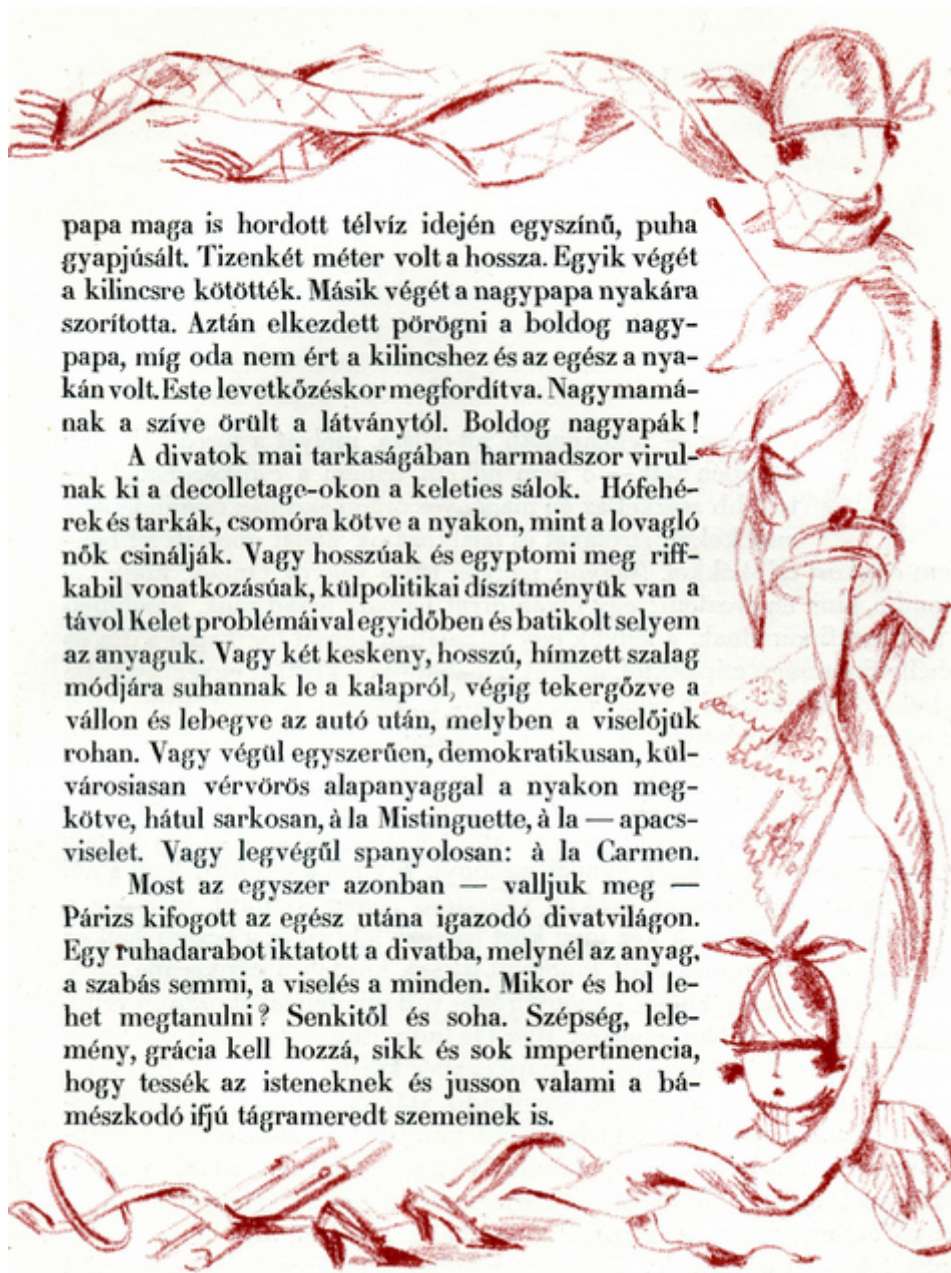 papa maga is hordott télvíz idején egyszínű, puha
gyapjúsált. Tizenkét méter volt a hossza. Egyik végét
a kilincsre kötötték. Másik végét a nagypapa nyakára
szorította. Aztán elkezdett pörögni a boldog nagy-
papa, míg oda nem ért a kilincshez és az egész a nya-
kán volt. Este levetkőzéskor megfordítva. Nagymamá-
nak a szíve örült a látványtól. Boldog nagyapák!
A divatok mai tarkaságában harmadszor virul-
nak ki a decolletage-okon a keleties sálok. Hófehé-
rek és tarkák, csomóra kötve a nyakon, mint a lovagló
nők csinálják. Vagy hosszúak és egyptomi meg riff-
kabil vonatkozásúak, külpolitikai díszítményük van a
távol Kelet problémáival egyidőben és batikolt selyem
az anyaguk. Vagy két keskeny, hosszú, hímzett szalag
módjára suhannak le a kalapról, végig tekergőzve a
vállon és lebegve az autó után, melyben a viselőjük
rohan. Vagy végül egyszerűen, demokratikusan, kül-
városiasan vérvörös alapanyaggal a nyakon meg-
kötve, hátul sarkosan, à la Mistinguette, à la — apacs-
viselet. Vagy legvégűl spanyolosan: à la Carmen.
Most az egyszer azonban — valljuk meg —
Párizs kifogott az egész utána igazodó divatvilágon.
Egy ruhadarabot iktatott a divatba, melynél az anyag,
a szabás semmi, a viselés a minden. Mikor és hol le-
het megtanulni? Senkitől és soha. Szépség, lele-
mény, grácia kell hozzá, sikk és sok impertinencia,
hogy tessék az isteneknek és jusson valami a bá-
mészkodó ifjú tágrameredt szemeinek is.